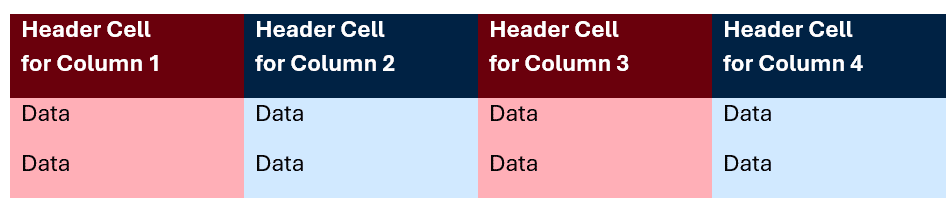 Header Cell for Column 1
Header Cell for Column 2
Header Cell for Column 3
Header Cell for Column 4
Data Data Data Data
Data Data Data Data